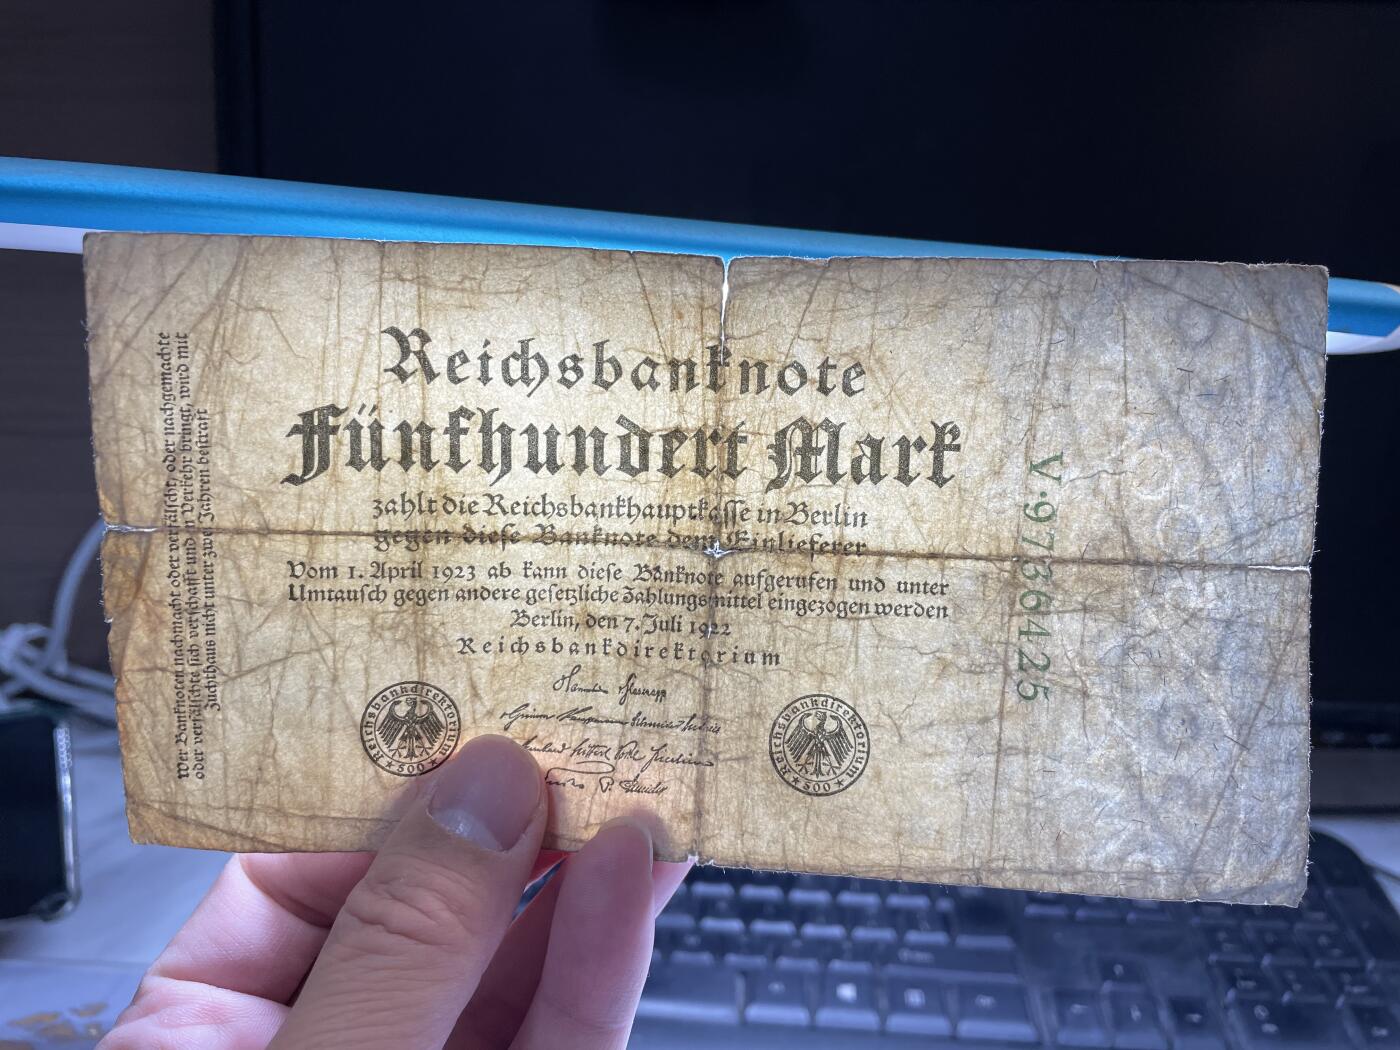 Reichsbanknote
Fünfhundert Mark
zahlt die Reichsbankhauptkasse in Berlin
gegen diese Banknote dem Einlieferer
Vom 1. April 1923 ab kann diese Banknote aufgerufen und unter
Umtausch gegen andere gesetzliche Zahlungsmittel eingezogen werden
Berlin, den 7. Juli 1922
Reichsbankdirektorium
Reichsbankdirektorium
500
Reichsbankdirektorium
500
Wer Banknoten nachmacht oder verfälscht, oder nachgemachte
oder verfälschte sich verschafft und in Verkehr bringt, wird mit
Zuchthaus nicht unter zwei Jahren bestraft
V·9736425